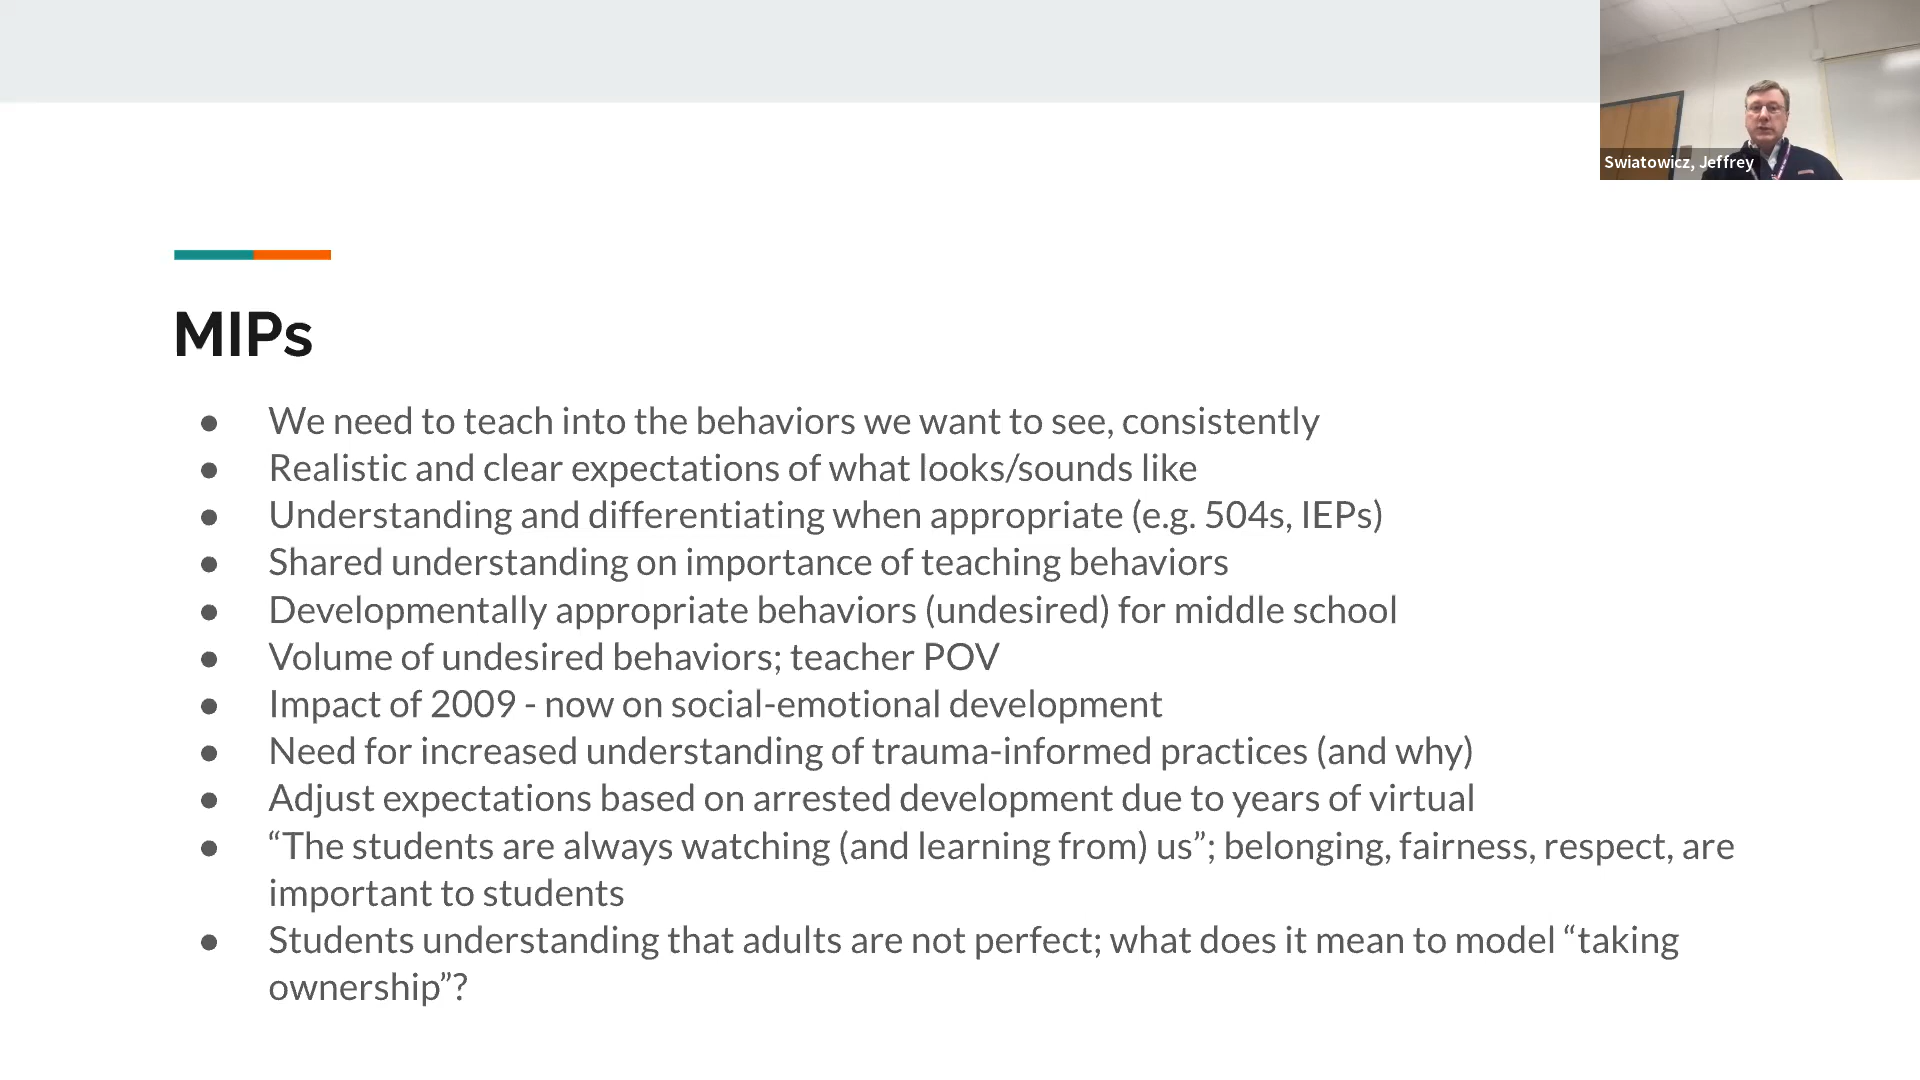 Swiatowicz, Jeffrey
MIPs
● We need to teach into the behaviors we want to see, consistently
● Realistic and clear expectations of what looks/sounds like
● Understanding and differentiating when appropriate (e.g. 504s, IEPs)
● Shared understanding on importance of teaching behaviors
● Developmentally appropriate behaviors (undesired) for middle school
● Volume of undesired behaviors; teacher POV
● Impact of 2009 - now on social-emotional development
● Need for increased understanding of trauma-informed practices (and why)
● Adjust expectations based on arrested development due to years of virtual
● “The students are always watching (and learning from) us”; belonging, fairness, respect, are
important to students
● Students understanding that adults are not perfect; what does it mean to model “taking
ownership”?